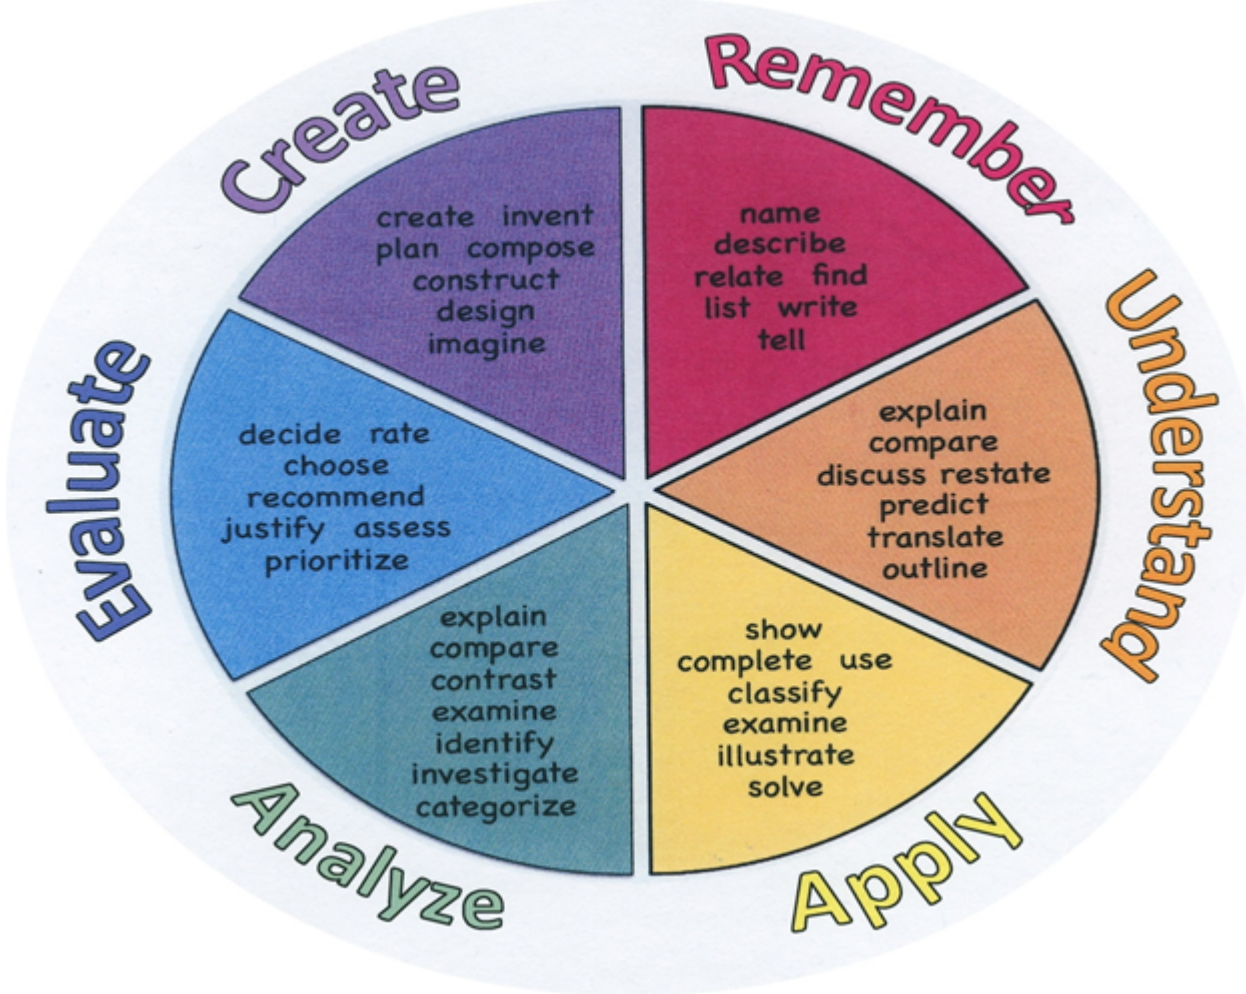 Remember
name
describe
relate find
list write
tell
Understand
explain
compare
discuss restate
predict
translate
outline
Apply
show
complete use
classify
examine
illustrate
solve
Analyze
explain
compare
contrast
examine
identify
investigate
categorize
Evaluate
decide rate
choose
recommend
justify assess
prioritize
Create
create invent
plan compose
construct
design
imagine